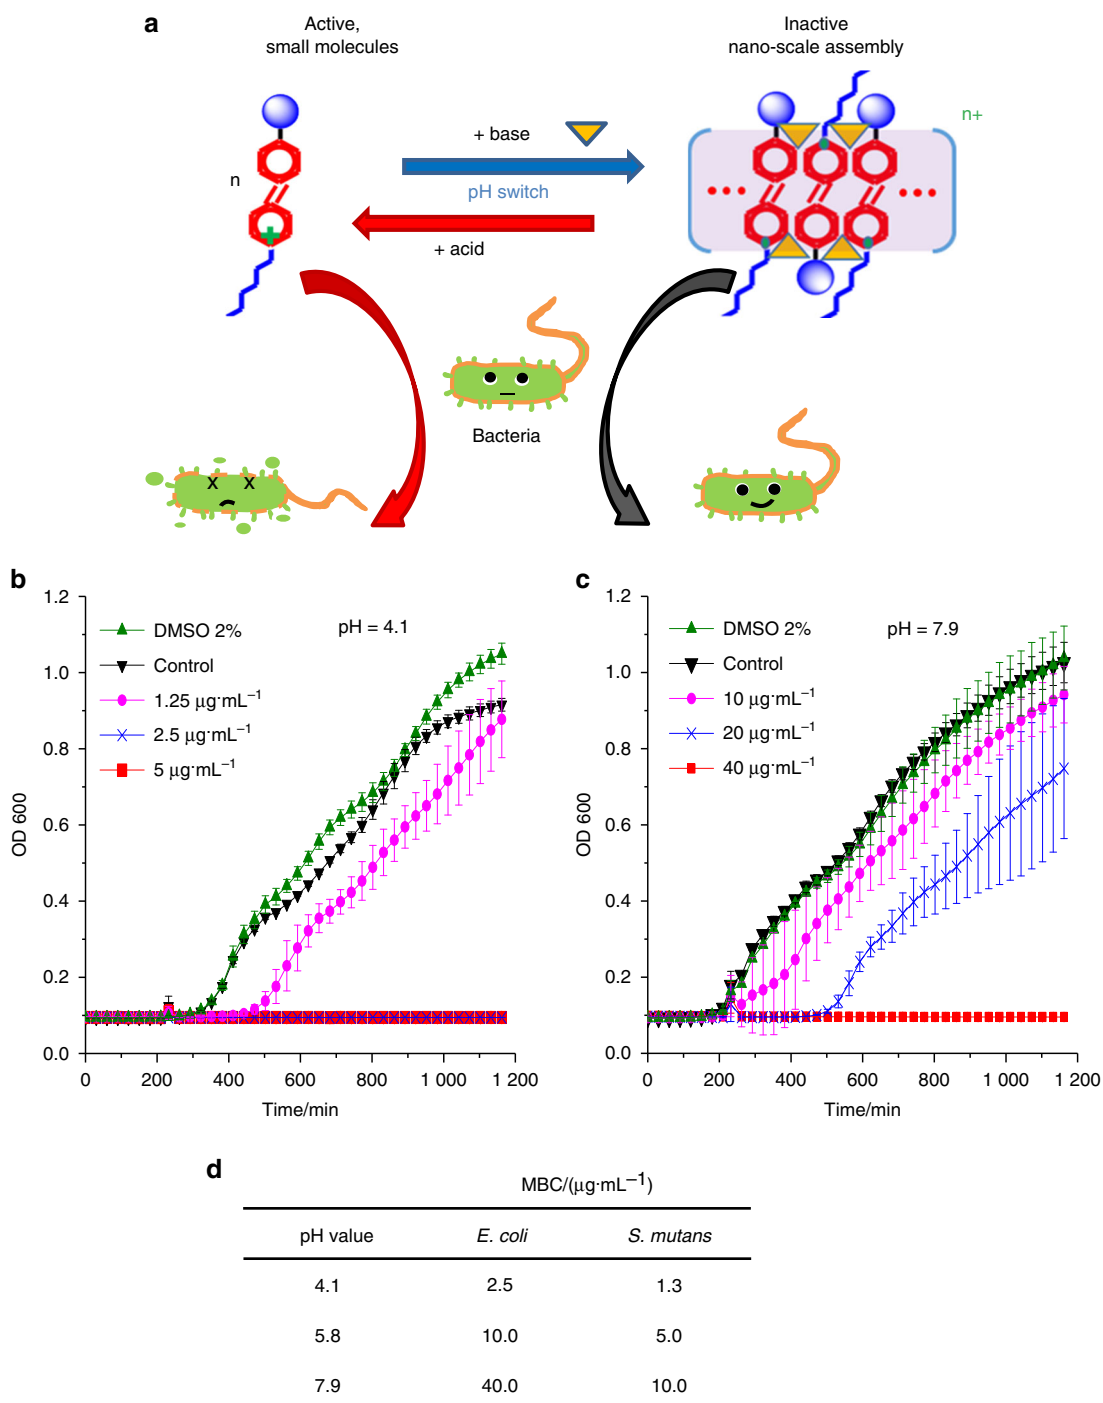 a
Active,
small molecules
Inactive
nano-scale assembly
n
+ base
pH switch
+ acid
n+
Bacteria
x x
b
1.2
1.0
0.8
0.6
0.4
0.2
0.0
OD 600
DMSO 2%
Control
1.25 µg·mL⁻¹
2.5 µg·mL⁻¹
5 µg·mL⁻¹
pH = 4.1
0 200 400 600 800 1 000 1 200
Time/min
c
1.2
1.0
0.8
0.6
0.4
0.2
0.0
OD 600
DMSO 2%
Control
10 µg·mL⁻¹
20 µg·mL⁻¹
40 µg·mL⁻¹
pH = 7.9
0 200 400 600 800 1 000 1 200
Time/min
d
MBC/(µg·mL⁻¹)
pH value E. coli S. mutans
4.1 2.5 1.3
5.8 10.0 5.0
7.9 40.0 10.0